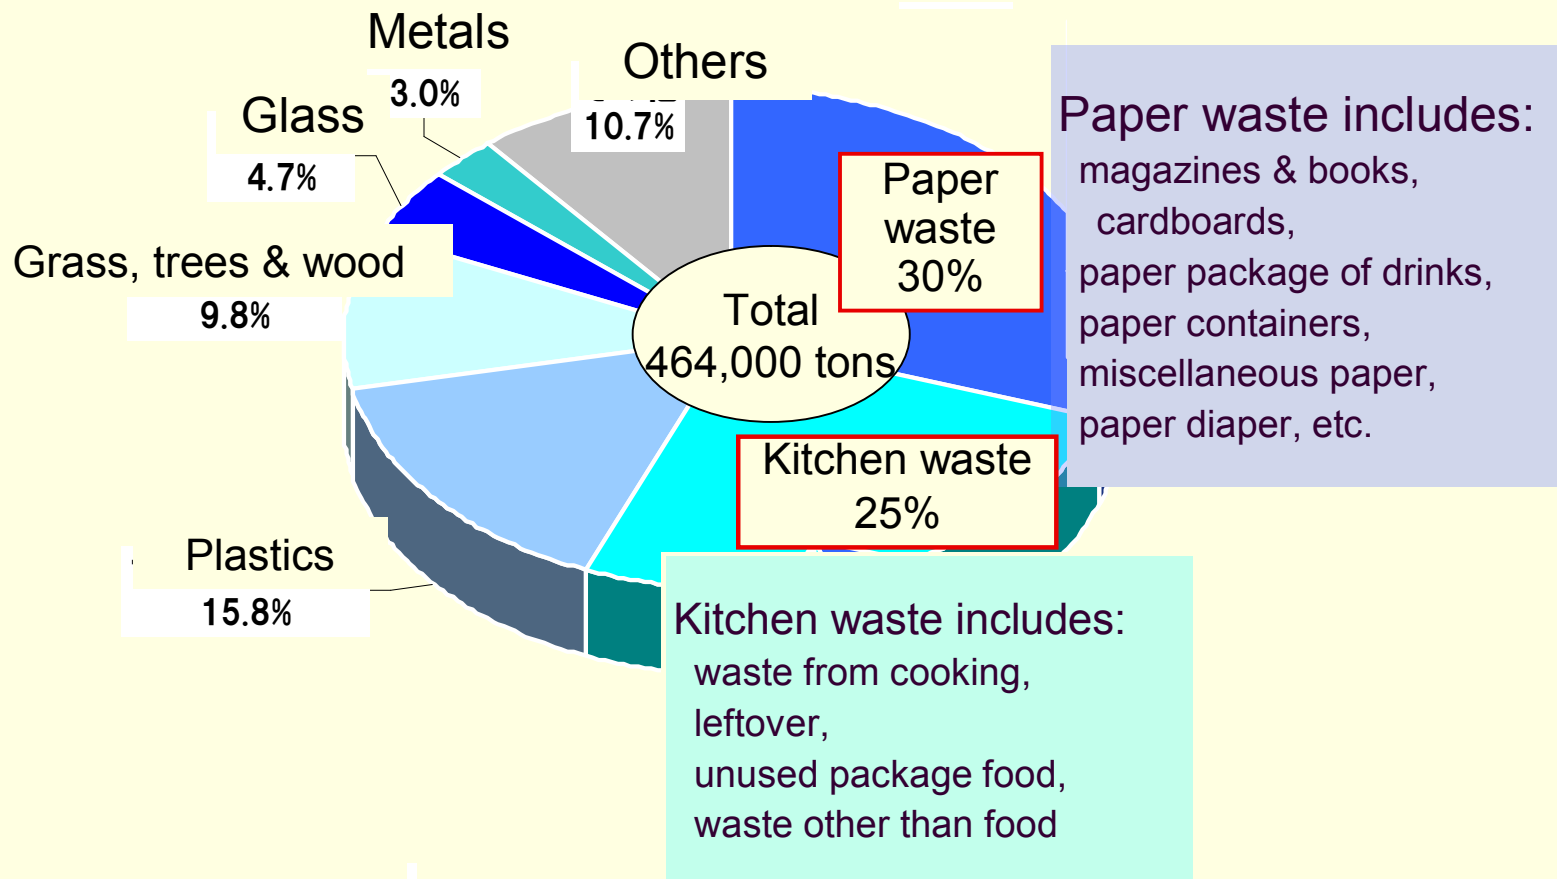 Metals
3.0%
Others
10.7%
Glass
4.7%
Grass, trees & wood
9.8%
Plastics
15.8%
Total
464,000 tons
Paper
waste
30%
Kitchen waste
25%
Paper waste includes:
magazines & books,
cardboards,
paper package of drinks,
paper containers,
miscellaneous paper,
paper diaper, etc.
Kitchen waste includes:
waste from cooking,
leftover,
unused package food,
waste other than food